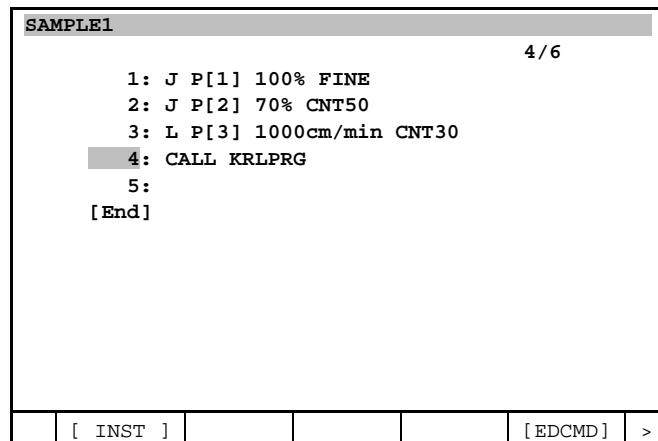 SAMPLE1
4/6
1: J P[1] 100% FINE
2: J P[2] 70% CNT50
3: L P[3] 1000cm/min CNT30
4: CALL KRLPRG
5:
[End]
[ INST ] [EDCMD] >